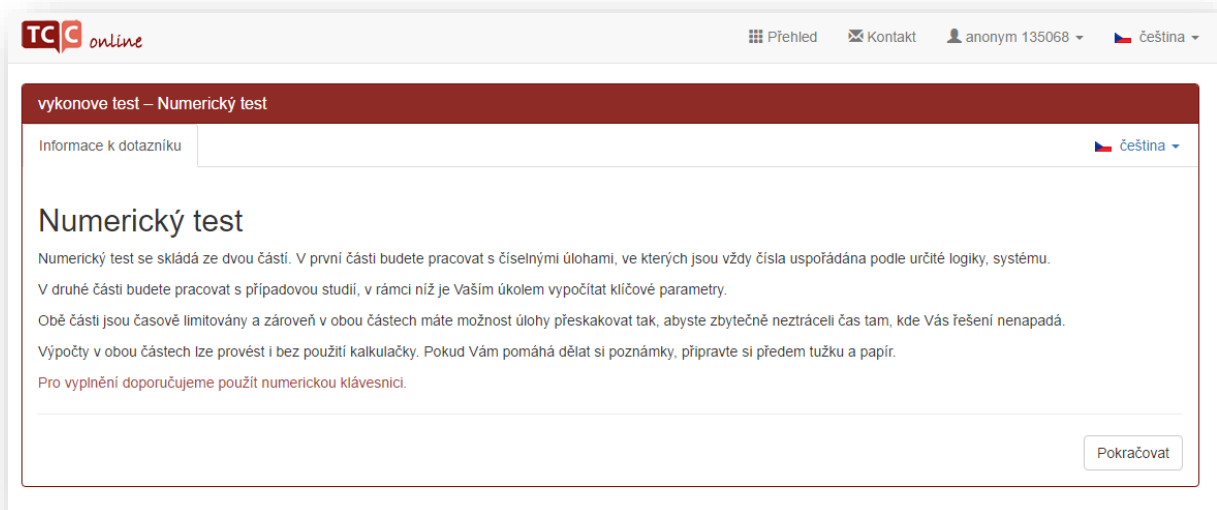 TCC online
Přehled
Kontakt
anonym 135068
čeština
vykonove test – Numerický test
Informace k dotazníku
čeština
Numerický test
Numerický test se skládá ze dvou částí. V první části budete pracovat s číselnými úlohami, ve kterých jsou vždy čísla uspořádána podle určité logiky, systému.
V druhé části budete pracovat s případovou studií, v rámci níž je Vaším úkolem vypočítat klíčové parametry.
Obě části jsou časově limitovány a zároveň v obou částech máte možnost úlohy přeskakovat tak, abyste zbytečně neztráceli čas tam, kde Vás řešení nenapadá.
Výpočty v obou částech lze provést i bez použití kalkulačky. Pokud Vám pomáhá dělat si poznámky, připravte si předem tužku a papír.
Pro vyplnění doporučujeme použít numerickou klávesnici.
Pokračovat